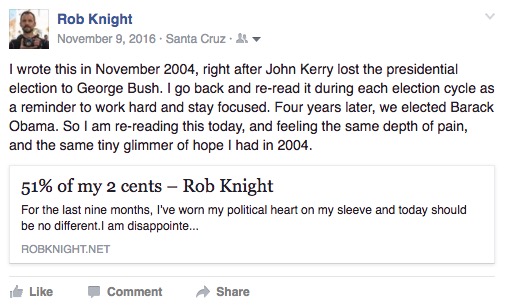 Rob Knight
November 9, 2016 · Santa Cruz ·
I wrote this in November 2004, right after John Kerry lost the presidential
election to George Bush. I go back and re-read it during each election cycle as
a reminder to work hard and stay focused. Four years later, we elected Barack
Obama. So I am re-reading this today, and feeling the same depth of pain,
and the same tiny glimmer of hope I had in 2004.
51% of my 2 cents – Rob Knight
For the last nine months, I've worn my political heart on my sleeve and today should
be no different.I am disappointe...
ROBKNIGHT.NET
Like Comment Share